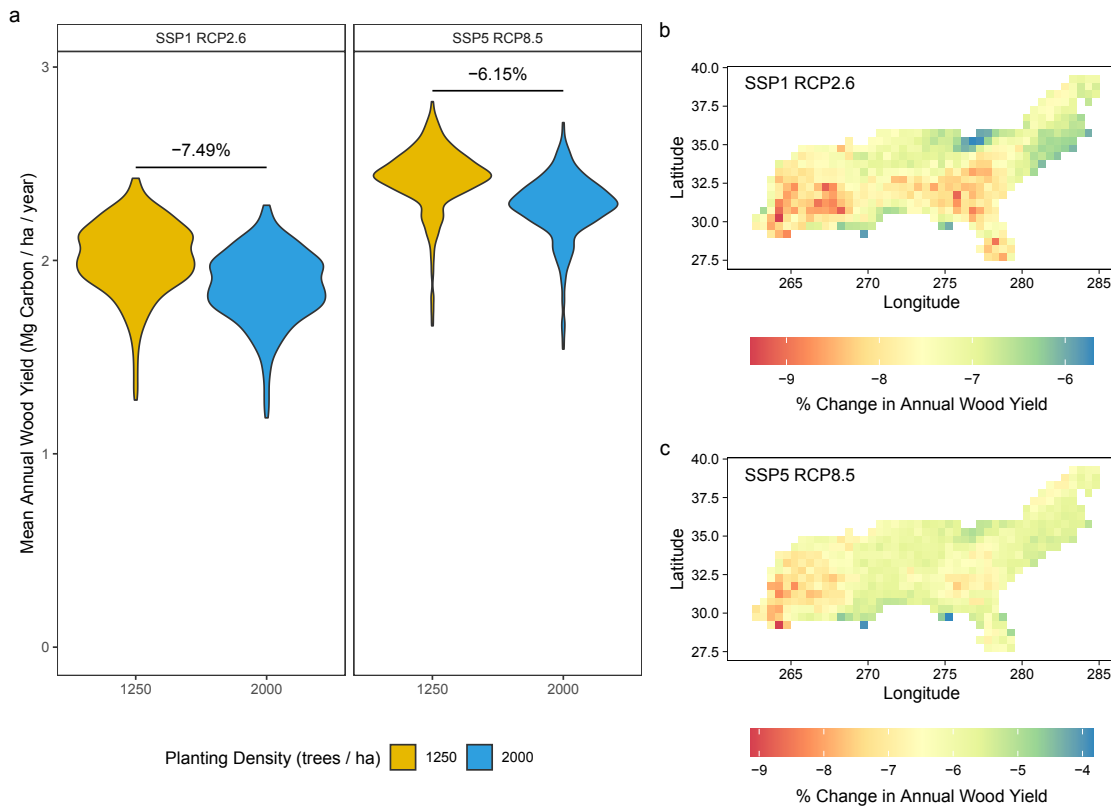 a
SSP1 RCP2.6
SSP5 RCP8.5
−7.49%
−6.15%
3
2
1
0
Mean Annual Wood Yield (Mg Carbon / ha / year)
1250
2000
1250
2000
Planting Density (trees / ha)
1250
2000
b
SSP1 RCP2.6
40.0
37.5
35.0
32.5
30.0
27.5
Latitude
265
270
275
280
285
Longitude
−9
−8
−7
−6
% Change in Annual Wood Yield
c
SSP5 RCP8.5
40.0
37.5
35.0
32.5
30.0
27.5
Latitude
265
270
275
280
285
Longitude
−9
−8
−7
−6
−5
−4
% Change in Annual Wood Yield